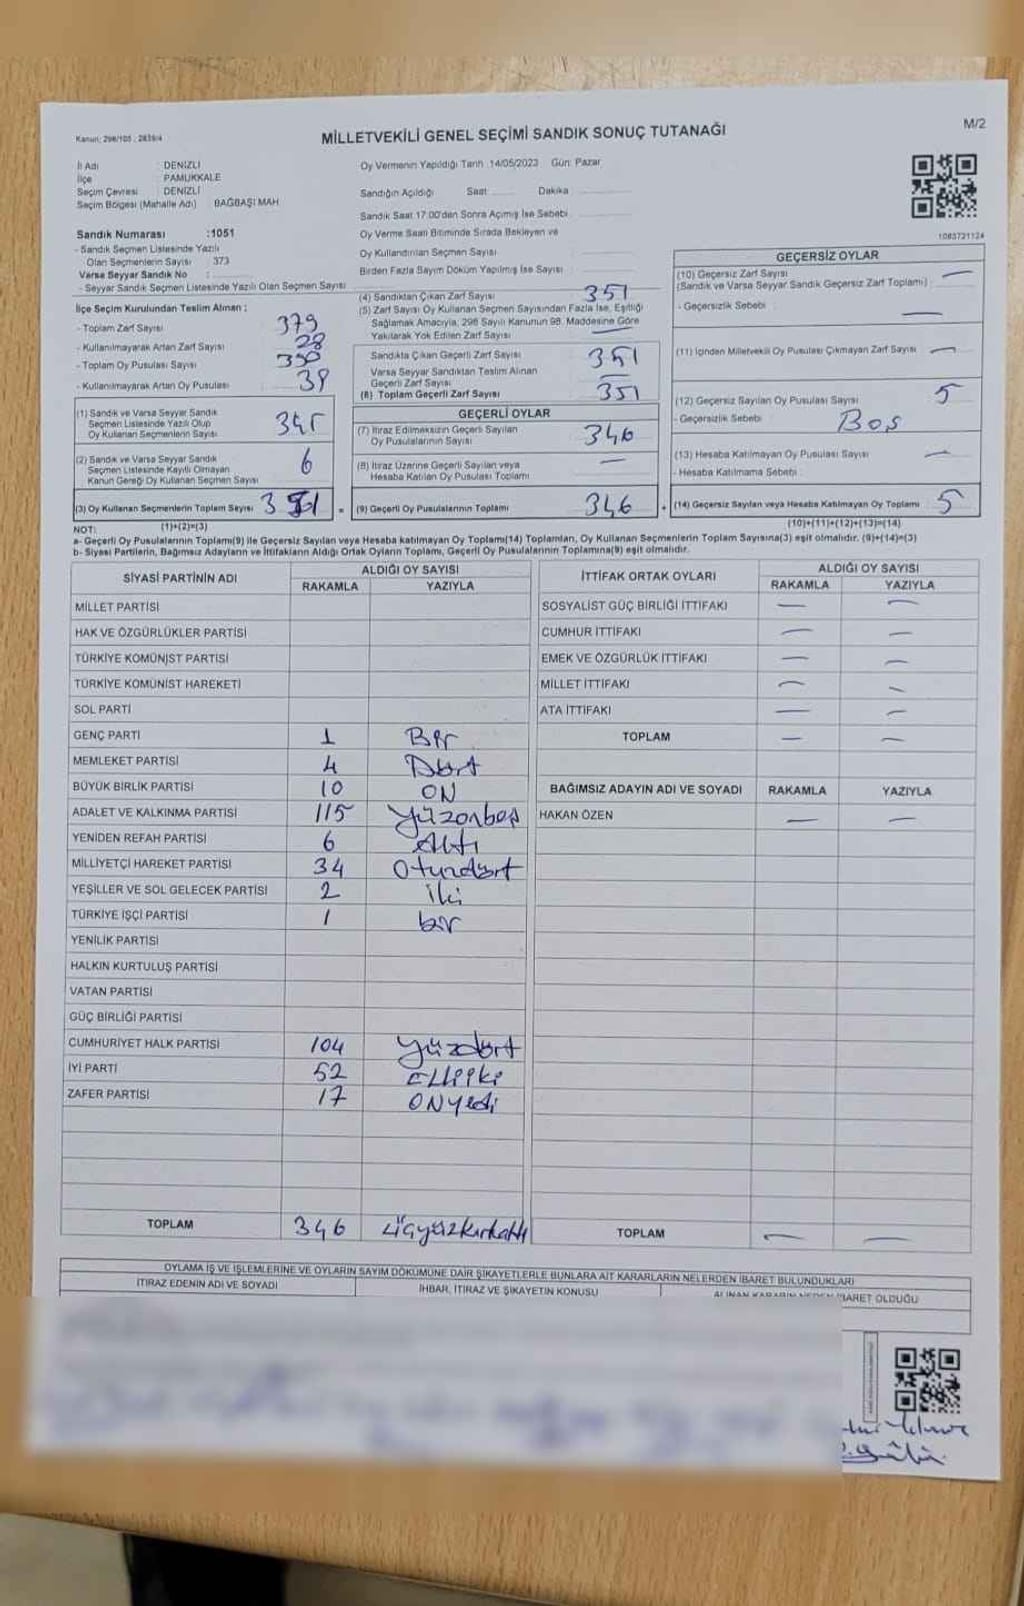 Kanun: 298/105 , 2839/4
MİLLETVEKİLİ GENEL SEÇİMİ SANDIK SONUÇ TUTANAĞI
M/2
İl Adı : DENİZLİ
İlçe : PAMUKKALE
Seçim Çevresi : DENİZLİ
Seçim Bölgesi (Mahalle Adı) BAĞBAŞI MAH
Oy Vermenin Yapıldığı Tarih :14/05/2023 Gün: Pazar
Sandığın Açıldığı Saat ........ Dakika ..............
Sandık Saat 17.00'den Sonra Açılmış İse Sebebi
Oy Verme Saati Bitiminde Sırada Bekleyen ve
Oy Kullandırılan Seçmen Sayısı
Birden Fazla Sayım Döküm Yapılmış İse Sayısı
1083721124
Sandık Numarası :1051
- Sandık Seçmen Listesinde Yazılı
Olan Seçmenlerin Sayısı 373
Varsa Seyyar Sandık No :
- Seyyar Sandık Seçmen Listesinde Yazılı Olan Seçmen Sayısı
İlçe Seçim Kurulundan Teslim Alınan :
- Toplam Zarf Sayısı 379
- Kullanılmayarak Artan Zarf Sayısı 28
- Toplam Oy Pusulası Sayısı
- Kullanılmayarak Artan Oy Pusulası
(1) Sandık ve Varsa Seyyar Sandık
Seçmen Listesinde Yazılı Olup
Oy Kullanan Seçmenlerin Sayısı 345
(2) Sandık ve Varsa Seyyar Sandık
Seçmen Listesinde Kayıtlı Olmayan
Kanun Gereği Oy Kullanan Seçmen Sayısı 6
(3) Oy Kullanan Seçmenlerin Toplam Sayısı 351 =
(4) Sandıktan Çıkan Zarf Sayısı 351
(5) Zarf Sayısı Oy Kullanan Seçmen Sayısından Fazla İse, Eşitliği
Sağlamak Amacıyla, 298 Sayılı Kanunun 98. Maddesine Göre
Yakılarak Yok Edilen Zarf Sayısı —
Sandıkta Çıkan Geçerli Zarf Sayısı 351
Varsa Seyyar Sandıktan Teslim Alınan
Geçerli Zarf Sayısı —
(6) Toplam Geçerli Zarf Sayısı 351
GEÇERLİ OYLAR
(7) İtiraz Edilmeksizin Geçerli Sayılan
Oy Pusulalarının Sayısı 346
(8) İtiraz Üzerine Geçerli Sayılan veya
Hesaba Katılan Oy Pusulası Toplamı —
(9) Geçerli Oy Pusulalarının Toplamı 346 +
GEÇERSİZ OYLAR
(10) Geçersiz Zarf Sayısı —
(Sandık ve Varsa Seyyar Sandık Geçersiz Zarf Toplamı)
- Geçersizlik Sebebi : —
(11) İçinden Milletvekili Oy Pusulası Çıkmayan Zarf Sayısı —
(12) Geçersiz Sayılan Oy Pusulası Sayısı 5
- Geçersizlik Sebebi : Boş
(13) Hesaba Katılmayan Oy Pusulası Sayısı —
- Hesaba Katılmama Sebebi :
(14) Geçersiz Sayılan veya Hesaba Katılmayan Oy Toplamı 5
NOT: (1)+(2)=(3)
(10)+(11)+(12)+(13)=(14)
a- Geçerli Oy Pusulalarının Toplamı(9) ile Geçersiz Sayılan veya Hesaba katılmayan Oy Toplamı(14) Toplamları, Oy Kullanan Seçmenlerin Toplam Sayısına(3) eşit olmalıdır. (9)+(14)=(3)
b- Siyasi Partilerin, Bağımsız Adayların ve İttifakların Aldığı Ortak Oyların Toplamı, Geçerli Oy Pusulalarının Toplamına(9) eşit olmalıdır.
SİYASİ PARTİNİN ADI ALDIĞI OY SAYISI
RAKAMLA YAZIYLA
MİLLET PARTİSİ
HAK VE ÖZGÜRLÜKLER PARTİSİ
TÜRKİYE KOMÜNİST PARTİSİ
TÜRKİYE KOMÜNİST HAREKETİ
SOL PARTİ
GENÇ PARTİ 1 Bir
MEMLEKET PARTİSİ 4 Dört
BÜYÜK BİRLİK PARTİSİ 10 ON
ADALET VE KALKINMA PARTİSİ 115 yüzonbeş
YENİDEN REFAH PARTİSİ 6 Altı
MİLLİYETÇİ HAREKET PARTİSİ 34 Otuzdört
YEŞİLLER VE SOL GELECEK PARTİSİ 2 İki
TÜRKİYE İŞÇİ PARTİSİ 1 bir
YENİLİK PARTİSİ
HALKIN KURTULUŞ PARTİSİ
VATAN PARTİSİ
GÜÇ BİRLİĞİ PARTİSİ
CUMHURİYET HALK PARTİSİ 104 yüzdört
İYİ PARTİ 52 Elliiki
ZAFER PARTİSİ 17 ONyedi
TOPLAM 346 üçyüzkırkaltı
İTTİFAK ORTAK OYLARI ALDIĞI OY SAYISI
RAKAMLA YAZIYLA
SOSYALİST GÜÇ BİRLİĞİ İTTİFAKI — —
CUMHUR İTTİFAKI — —
EMEK VE ÖZGÜRLÜK İTTİFAKI — —
MİLLET İTTİFAKI — —
ATA İTTİFAKI — —
TOPLAM — —
BAĞIMSIZ ADAYIN ADI VE SOYADI RAKAMLA YAZIYLA
HAKAN ÖZEN — —
TOPLAM — —
OYLAMA İŞ VE İŞLEMLERİNE VE OYLARIN SAYIM DÖKÜMÜNE DAİR ŞİKAYETLERLE BUNLARA AİT KARARLARIN NELERDEN İBARET BULUNDUKLARI
İTİRAZ EDENİN ADI VE SOYADI İHBAR, İTİRAZ VE ŞİKAYETİN KONUSU ALINAN KARARIN NEDEN İBARET OLDUĞU